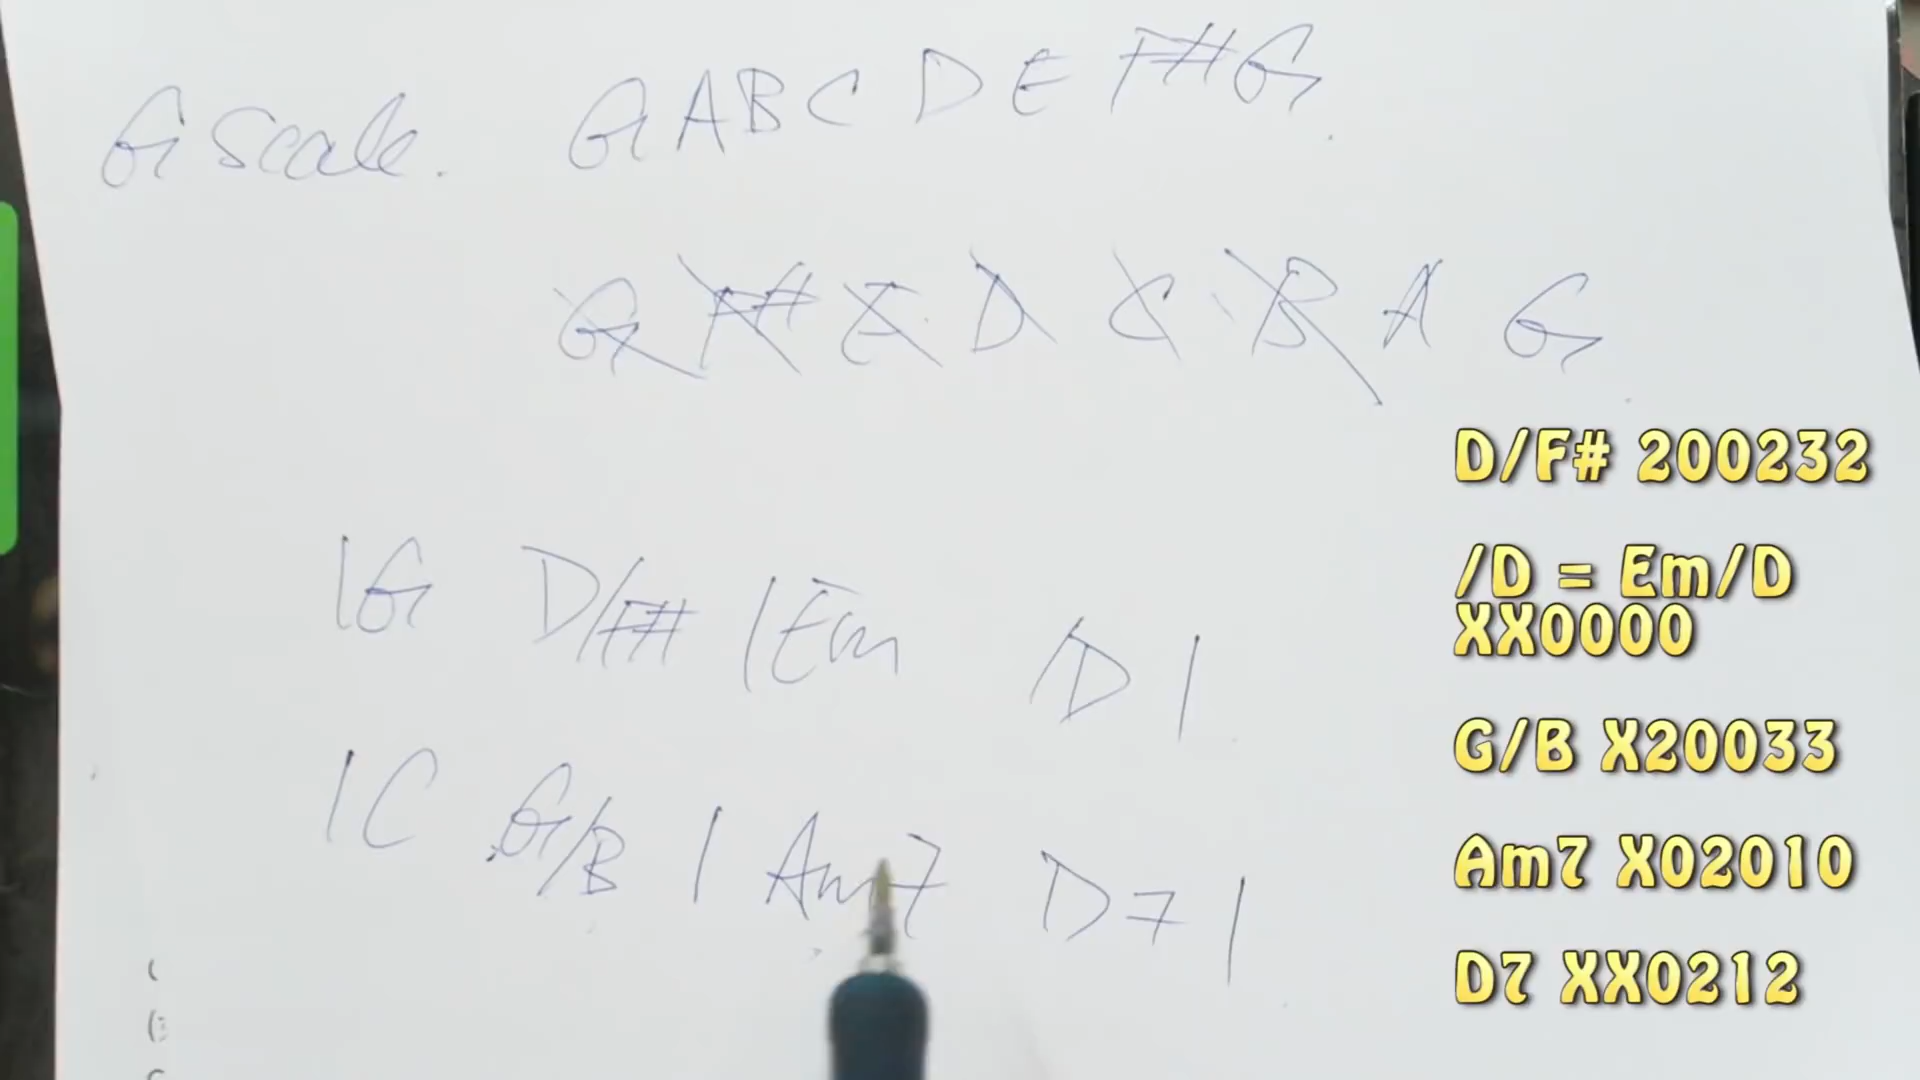 G scale. G A B C D E F# G
G F# E D C B A G
|G D/F# |Em /D |
|C G/B | Am7 D7 |
D/F# 200232
/D = Em/D
XX0000
G/B X20033
Am7 X02010
D7 XX0212